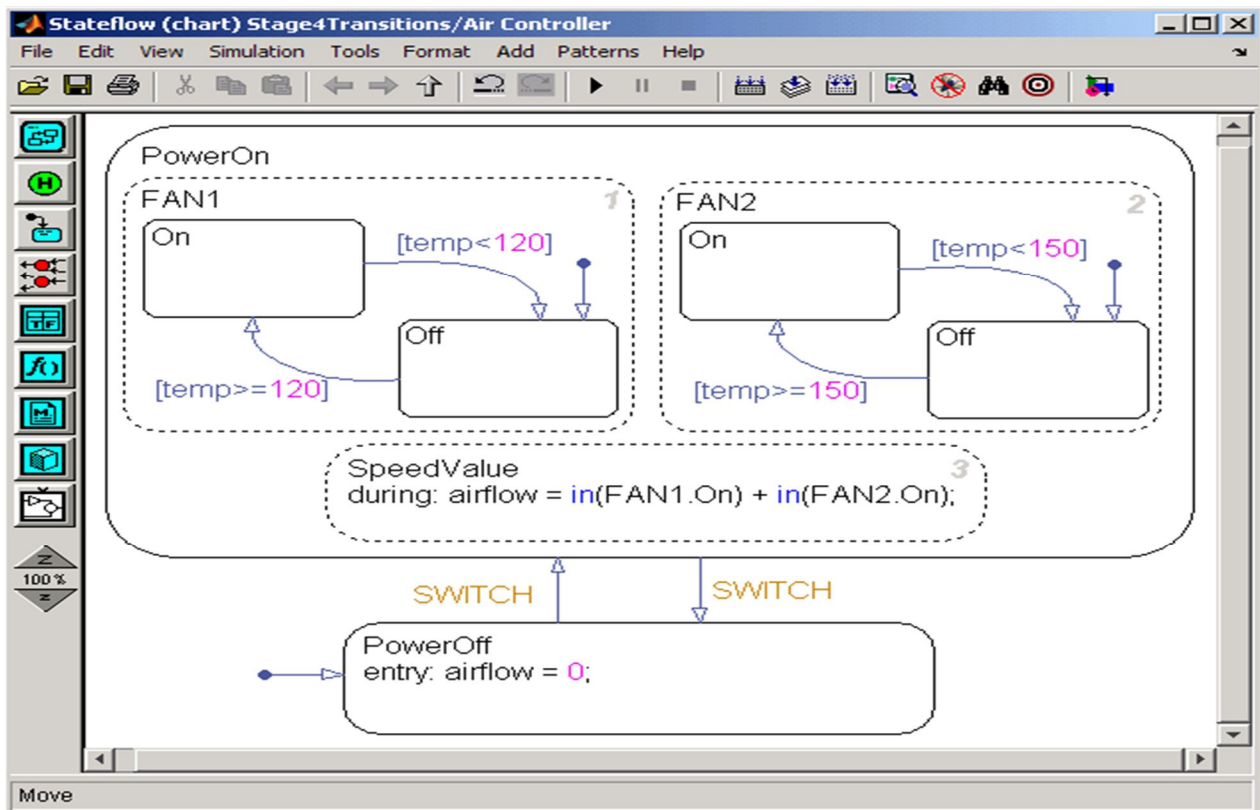 Stateflow (chart) Stage4Transitions/Air Controller
File Edit View Simulation Tools Format Add Patterns Help
PowerOn
FAN1
1
On
[temp<120]
Off
[temp>=120]
FAN2
2
On
[temp<150]
Off
[temp>=150]
SpeedValue
3
during: airflow = in(FAN1.On) + in(FAN2.On);
SWITCH
SWITCH
PowerOff
entry: airflow = 0;
H
TF
f()
M
Z
100 %
Z
Move